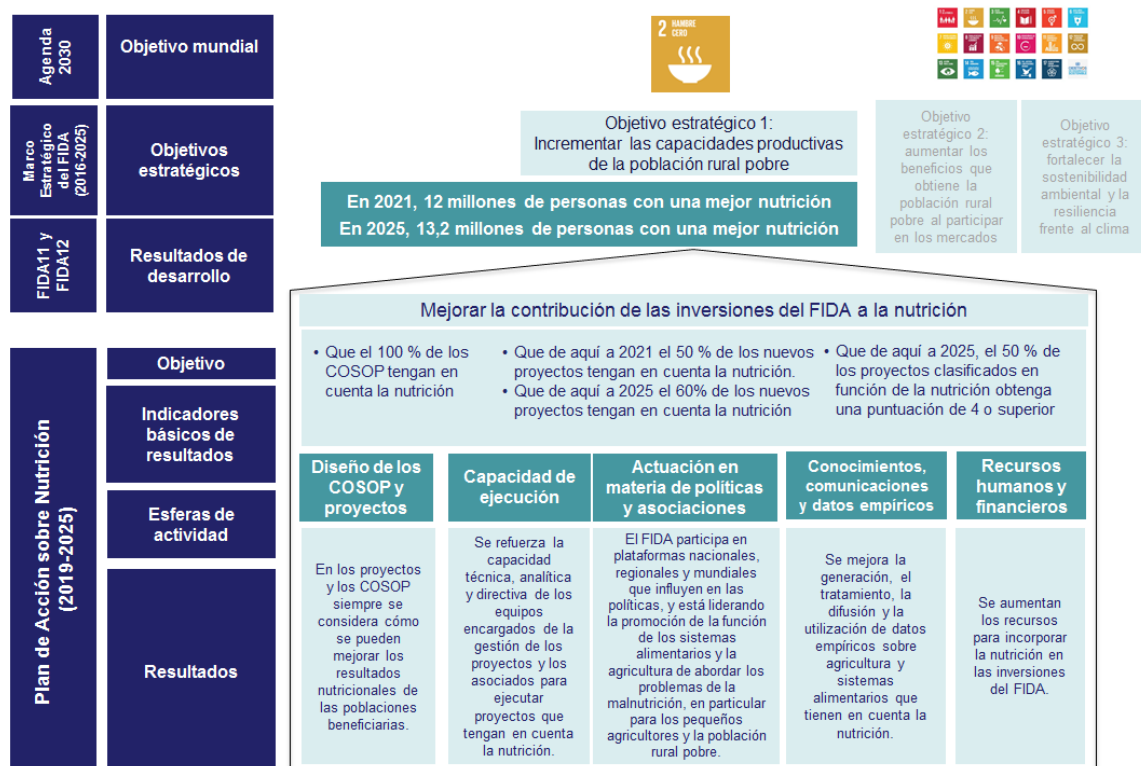 Agenda
2030
Objetivo mundial
2 HAMBRE
CERO
Marco
Estratégico
del FIDA
(2016-2025)
Objetivos
estratégicos
Objetivo estratégico 1:
Incrementar las capacidades productivas
de la población rural pobre
Objetivo
estratégico 2:
aumentar los
beneficios que
obtiene la
población rural
pobre al participar
en los mercados
Objetivo
estratégico 3:
fortalecer la
sostenibilidad
ambiental y la
resiliencia
frente al clima
En 2021, 12 millones de personas con una mejor nutrición
En 2025, 13,2 millones de personas con una mejor nutrición
FIDA11 y
FIDA12
Resultados de
desarrollo
Mejorar la contribución de las inversiones del FIDA a la nutrición
Plan de Acción sobre Nutrición
(2019-2025)
Objetivo
Indicadores
básicos de
resultados
• Que el 100 % de los
COSOP tengan en
cuenta la nutrición
• Que de aquí a 2021 el 50 % de los nuevos
proyectos tengan en cuenta la nutrición.
• Que de aquí a 2025 el 60% de los nuevos
proyectos tengan en cuenta la nutrición
• Que de aquí a 2025, el 50 % de
los proyectos clasificados en
función de la nutrición obtenga
una puntuación de 4 o superior
Esferas de
actividad
Diseño de los
COSOP y
proyectos
Capacidad de
ejecución
Actuación en
materia de políticas
y asociaciones
Conocimientos,
comunicaciones
y datos empíricos
Recursos
humanos y
financieros
Resultados
En los proyectos
y los COSOP
siempre se
considera cómo
se pueden
mejorar los
resultados
nutricionales de
las poblaciones
beneficiarias.
Se refuerza la
capacidad
técnica, analítica
y directiva de los
equipos
encargados de la
gestión de los
proyectos y los
asociados para
ejecutar
proyectos que
tengan en cuenta
la nutrición.
El FIDA participa en
plataformas nacionales,
regionales y mundiales
que influyen en las
políticas, y está liderando
la promoción de la función
de los sistemas
alimentarios y la
agricultura de abordar los
problemas de la
malnutrición, en particular
para los pequeños
agricultores y la población
rural pobre.
Se mejora la
generación, el
tratamiento, la
difusión y la
utilización de datos
empíricos sobre
agricultura y
sistemas
alimentarios que
tienen en cuenta la
nutrición.
Se aumentan
los recursos
para incorporar
la nutrición en
las inversiones
del FIDA.